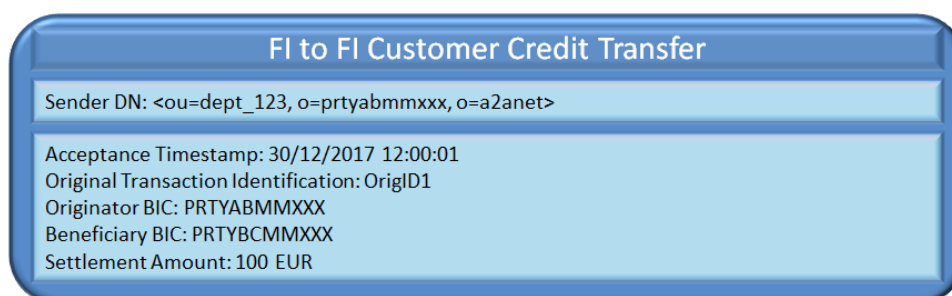 FI to FI Customer Credit Transfer
Sender DN: <ou=dept_123, o=prtyabmmxxx, o=a2anet>
Acceptance Timestamp: 30/12/2017 12:00:01
Original Transaction Identification: OrigID1
Originator BIC: PRTYABMMXXX
Beneficiary BIC: PRTYBCMMXXX
Settlement Amount: 100 EUR